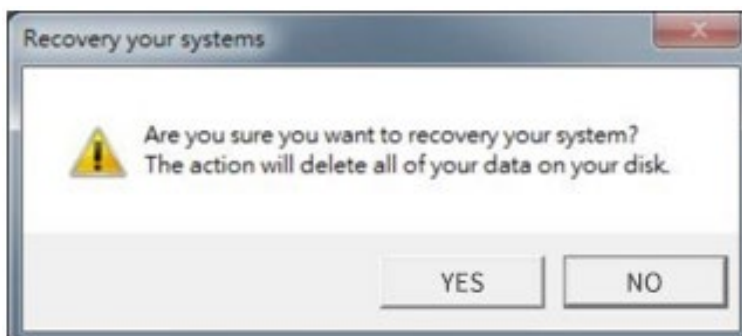 Recovery your systems
Are you sure you want to recovery your system?
The action will delete all of your data on your disk.
YES
NO